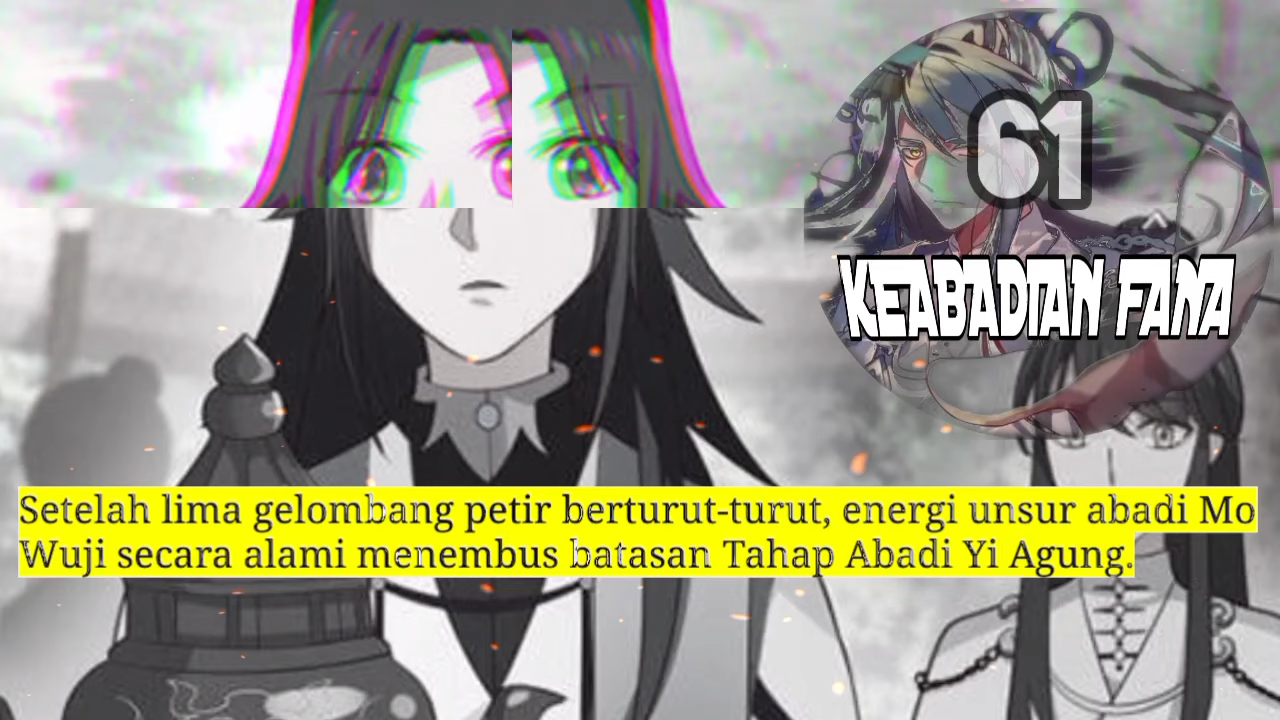 61
KEABADIAN FANA
Setelah lima gelombang petir berturut-turut, energi unsur abadi Mo
Wuji secara alami menembus batasan Tahap Abadi Yi Agung.